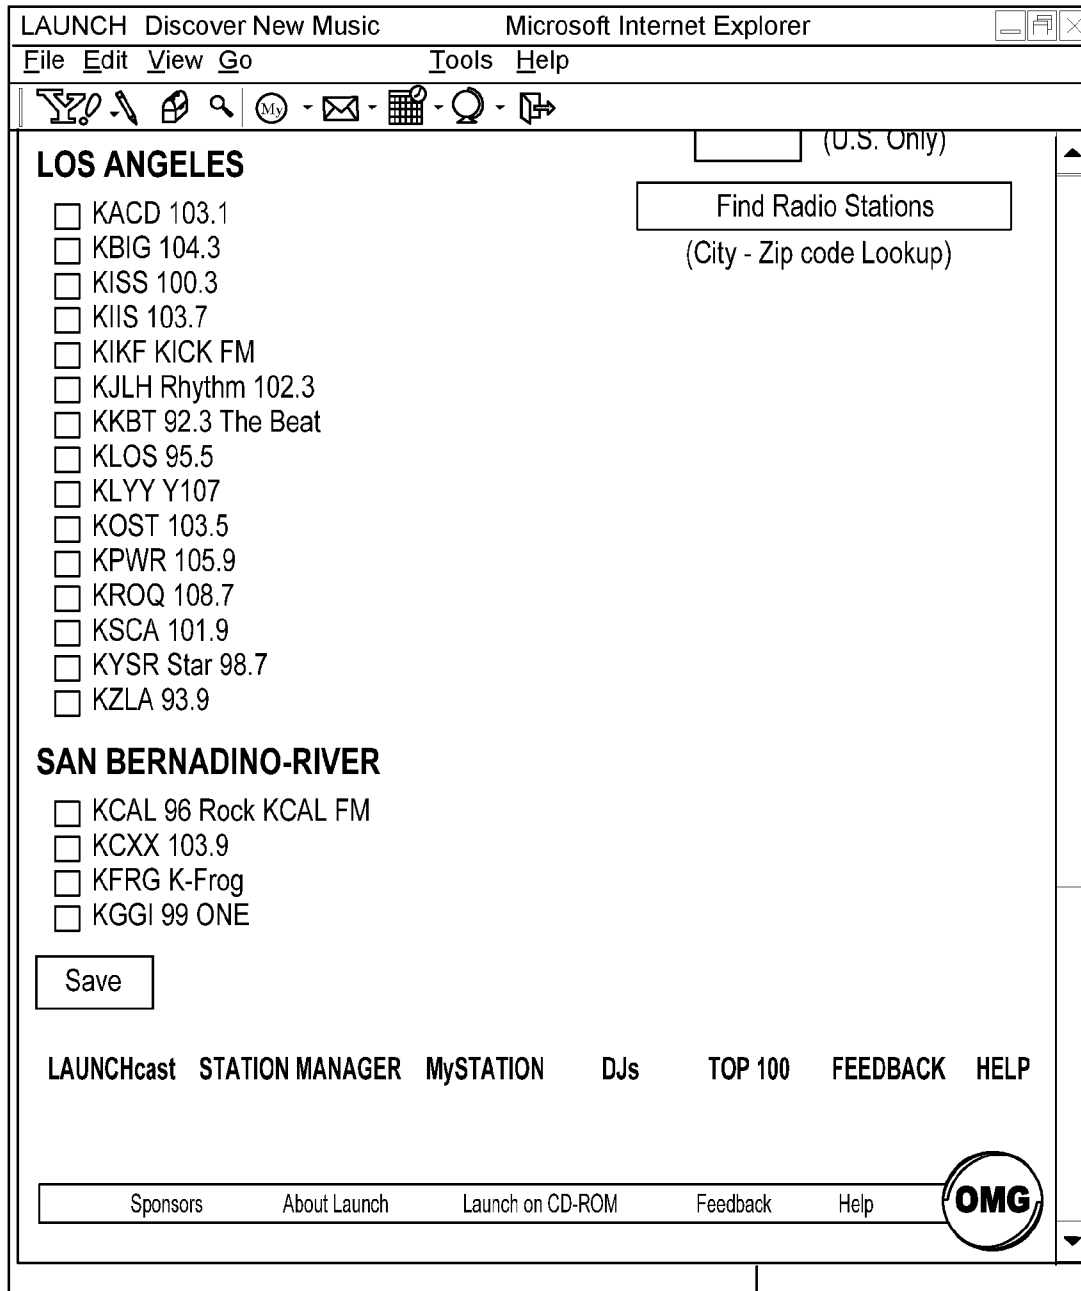 LAUNCH Discover New Music Microsoft Internet Explorer
File Edit View Go Tools Help
Y! My
(U.S. Only)
LOS ANGELES
Find Radio Stations
(City - Zip code Lookup)
KACD 103.1
KBIG 104.3
KISS 100.3
KIIS 103.7
KIKF KICK FM
KJLH Rhythm 102.3
KKBT 92.3 The Beat
KLOS 95.5
KLYY Y107
KOST 103.5
KPWR 105.9
KROQ 108.7
KSCA 101.9
KYSR Star 98.7
KZLA 93.9
SAN BERNADINO-RIVER
KCAL 96 Rock KCAL FM
KCXX 103.9
KFRG K-Frog
KGGI 99 ONE
Save
LAUNCHcast STATION MANAGER MySTATION DJs TOP 100 FEEDBACK HELP
Sponsors About Launch Launch on CD-ROM Feedback Help OMG